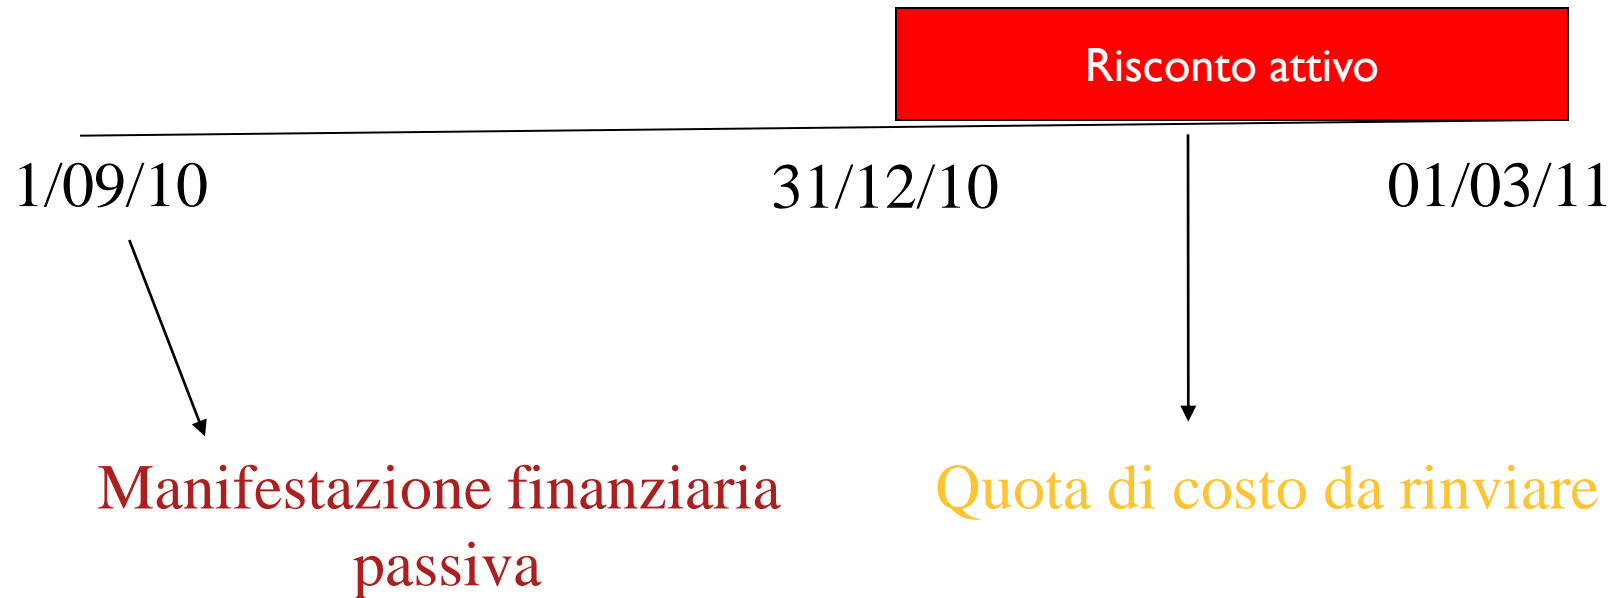 Risconto attivo
1/09/10
31/12/10
01/03/11
Manifestazione finanziaria
passiva
Quota di costo da rinviare